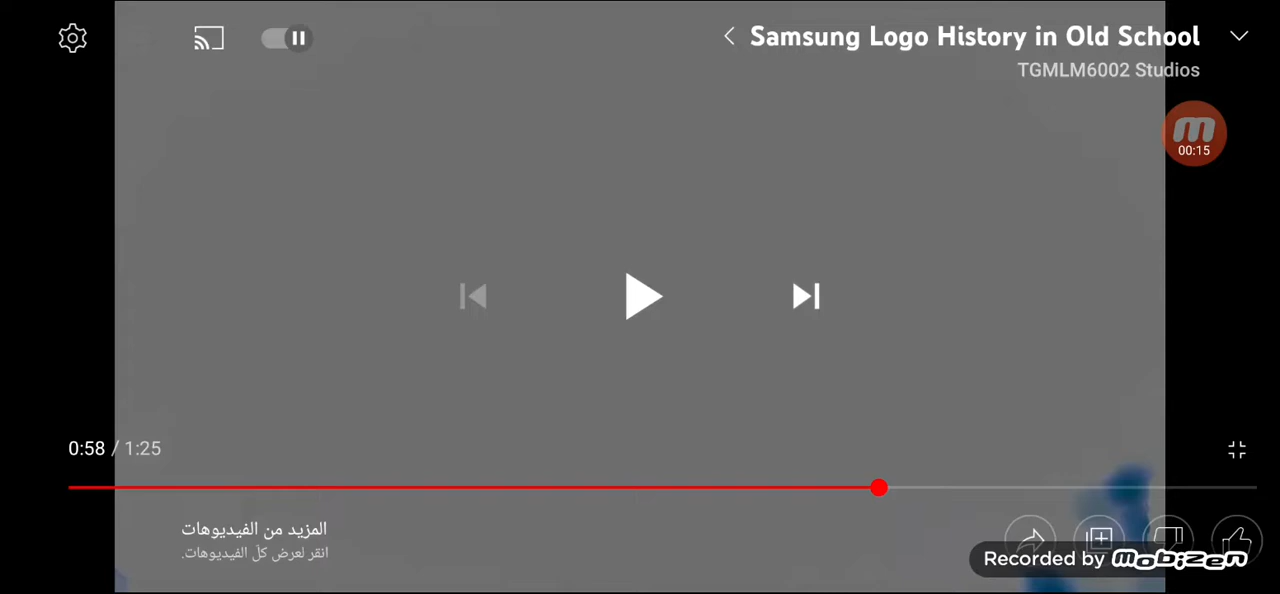 Samsung Logo History in Old School
TGMLM6002 Studios
00:15
0:58 / 1:25
المزيد من الفيديوهات
انقر لعرض كلّ الفيديوهات.
Recorded by mobizen